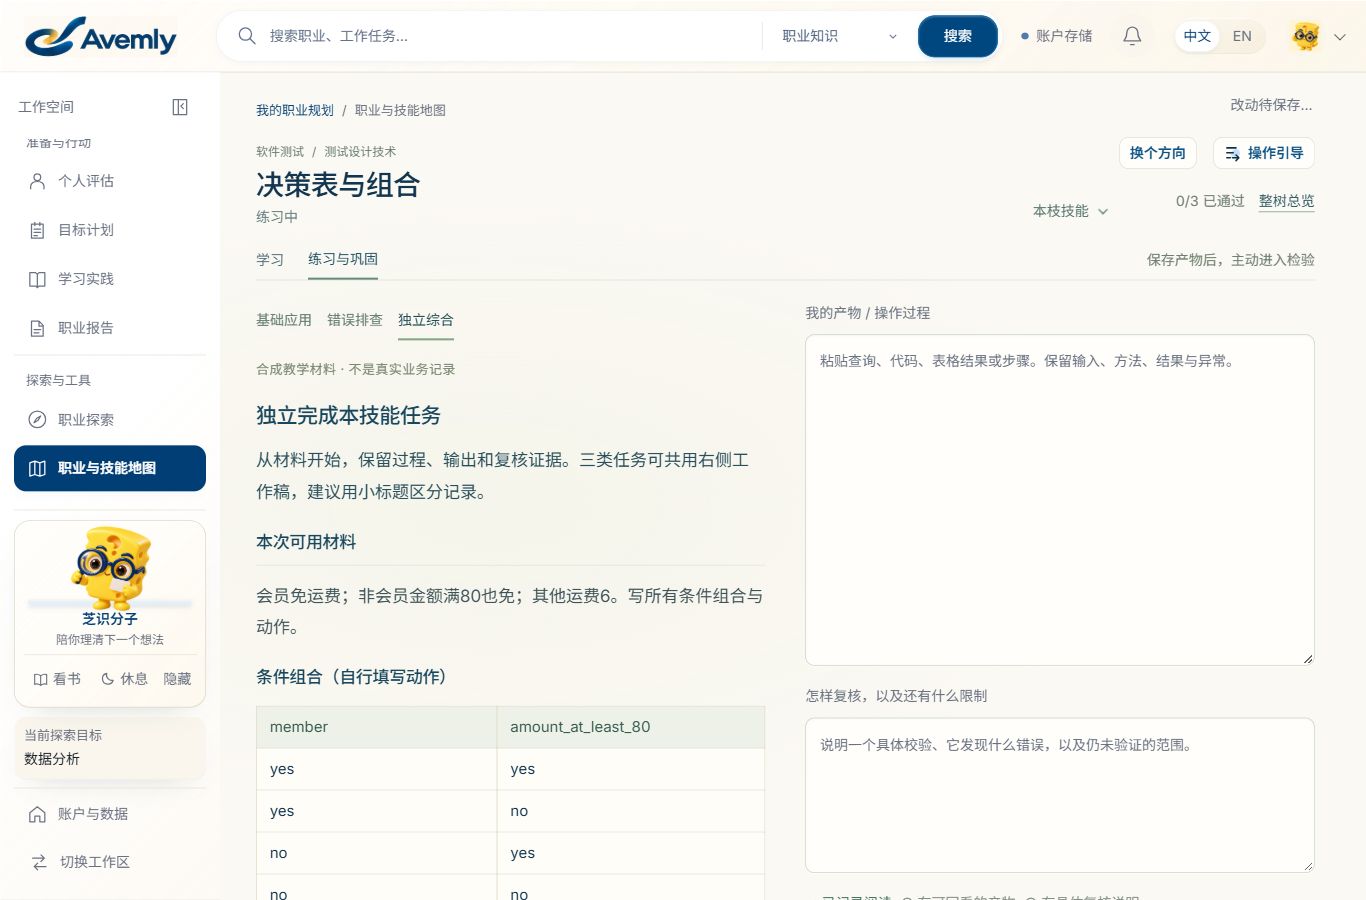 Avemly
搜索职业、工作任务...
职业知识
搜索
账户存储
中文
EN
工作空间
准备与行动
个人评估
目标计划
学习实践
职业报告
探索与工具
职业探索
职业与技能地图
芝识分子
陪你理清下一个想法
看书
休息
隐藏
当前探索目标
数据分析
账户与数据
切换工作区
我的职业规划 / 职业与技能地图
改动待保存...
软件测试 / 测试设计技术
换个方向
操作引导
决策表与组合
练习中
本枝技能
0/3 已通过
整树总览
学习
练习与巩固
保存产物后，主动进入检验
基础应用
错误排查
独立综合
合成教学材料 · 不是真实业务记录
独立完成本技能任务
从材料开始，保留过程、输出和复核证据。三类任务可共用右侧工
作稿，建议用小标题区分记录。
本次可用材料
会员免运费；非会员金额满80也免；其他运费6。写所有条件组合与
动作。
条件组合（自行填写动作）
member amount_at_least_80
yes yes
yes no
no yes
no no
我的产物 / 操作过程
粘贴查询、代码、表格结果或步骤。保留输入、方法、结果与异常。
怎样复核，以及还有什么限制
说明一个具体校验、它发现什么错误，以及仍未验证的范围。